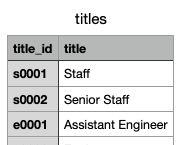 titles
title_id title
s0001 Staff
s0002 Senior Staff
e0001 Assistant Engineer